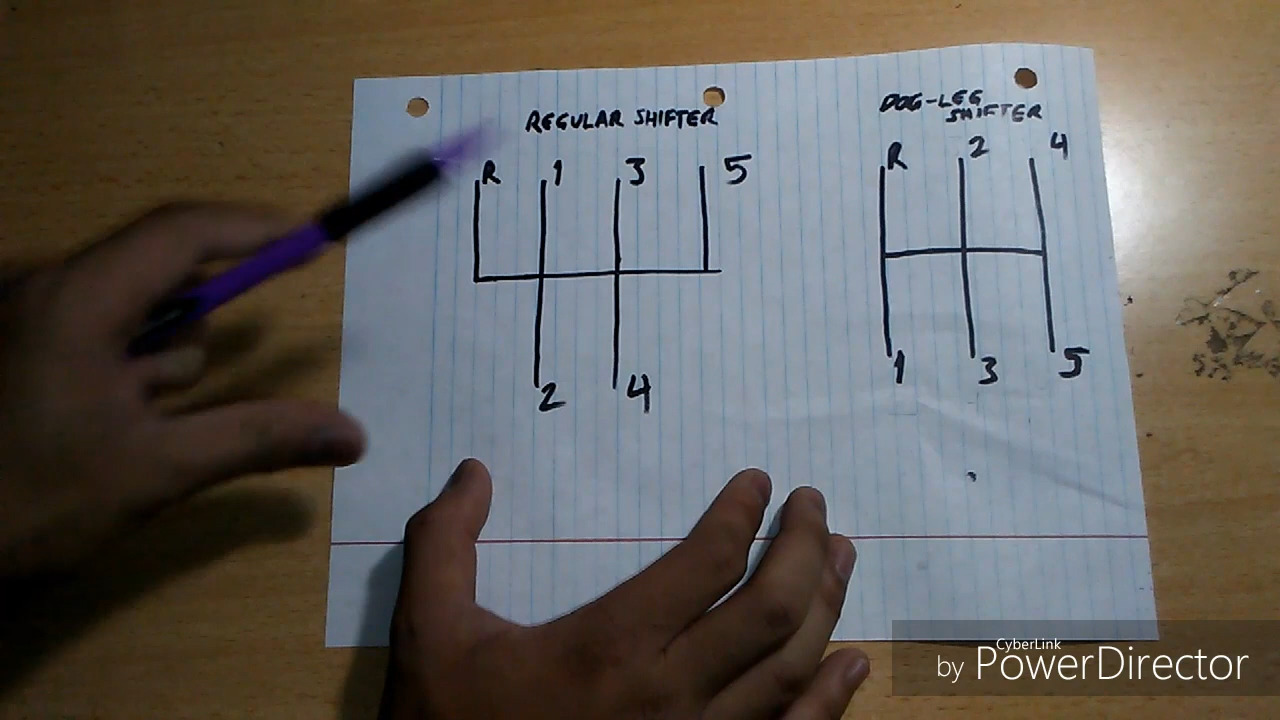 REGULAR SHIFTER
R 1 3 5
2 4
DOG-LEG
SHIFTER
R 2 4
1 3 5
CyberLink
by PowerDirector